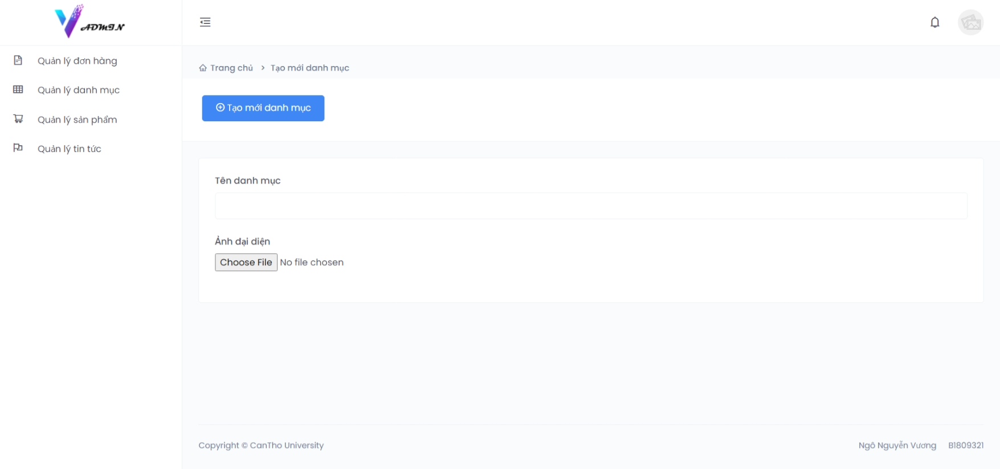 ADMIN
Quản lý đơn hàng
Quản lý danh mục
Quản lý sản phẩm
Quản lý tin tức
Trang chủ > Tạo mới danh mục
Tạo mới danh mục
Tên danh mục
Ảnh đại diện
Choose File No file chosen
Copyright © CanTho University
Ngô Nguyễn Vương B1809321